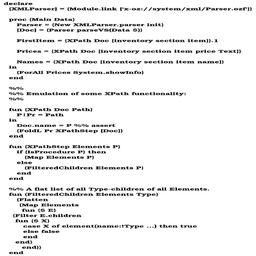 declare
[XMLParser] = {Module.link ['x-oz://system/xml/Parser.ozf']}
proc {Main Data}
Parser = {New XMLParser.parser init}
[Doc] = {Parser parseVS(Data $)}
FirstItem = {XPath Doc [inventory section item]}.1
Prices = {XPath Doc [inventory section item price Text]}
Names = {XPath Doc [inventory section item name]}
in
{ForAll Prices System.showInfo}
end
%%
%% Emulation of some XPath functionality:
%%
fun {XPath Doc Path}
P|Pr = Path
in
Doc.name = P %% assert
{FoldL Pr XPathStep [Doc]}
end
fun {XPathStep Elements P}
if {IsProcedure P} then
{Map Elements P}
else
{FilteredChildren Elements P}
end
end
%% A flat list of all Type-children of all Elements.
fun {FilteredChildren Elements Type}
{Flatten
{Map Elements
fun {$ E}
{Filter E.children
fun {$ X}
case X of element(name:!Type ...) then true
else false
end
end}
end}}
end